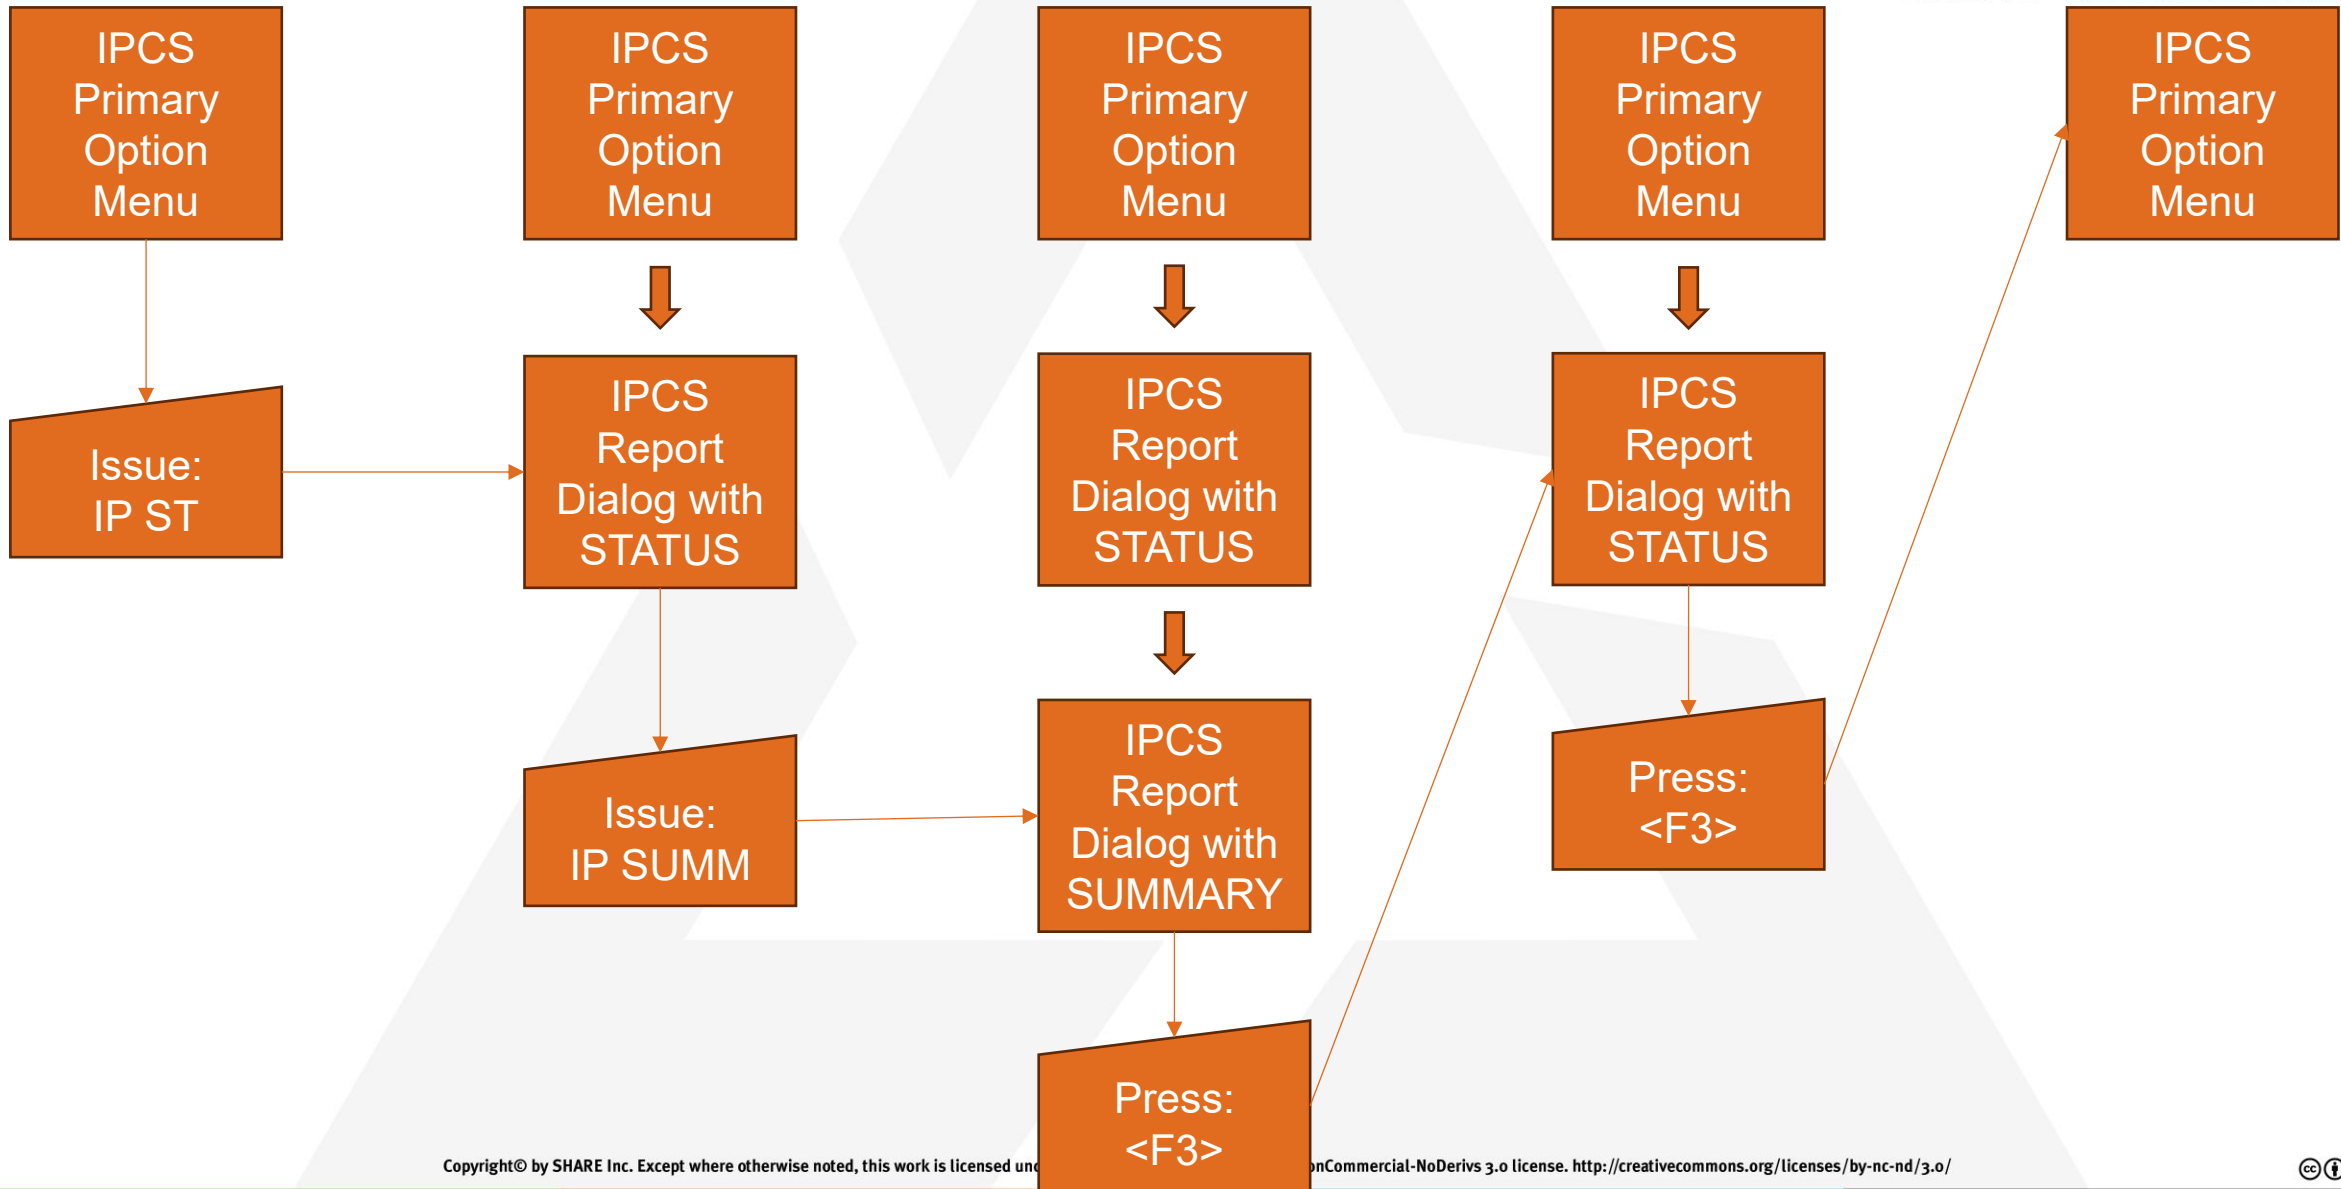 IPCS
Primary
Option
Menu
Issue:
IP ST
IPCS
Primary
Option
Menu
IPCS
Report
Dialog with
STATUS
Issue:
IP SUMM
IPCS
Primary
Option
Menu
IPCS
Report
Dialog with
STATUS
IPCS
Report
Dialog with
SUMMARY
Press:
<F3>
IPCS
Primary
Option
Menu
IPCS
Report
Dialog with
STATUS
Press:
<F3>
IPCS
Primary
Option
Menu
Copyright© by SHARE Inc. Except where otherwise noted, this work is licensed onCommercial-NoDerivs 3.0 license. http://creativecommons.org/licenses/by-nc-nd/3.0/